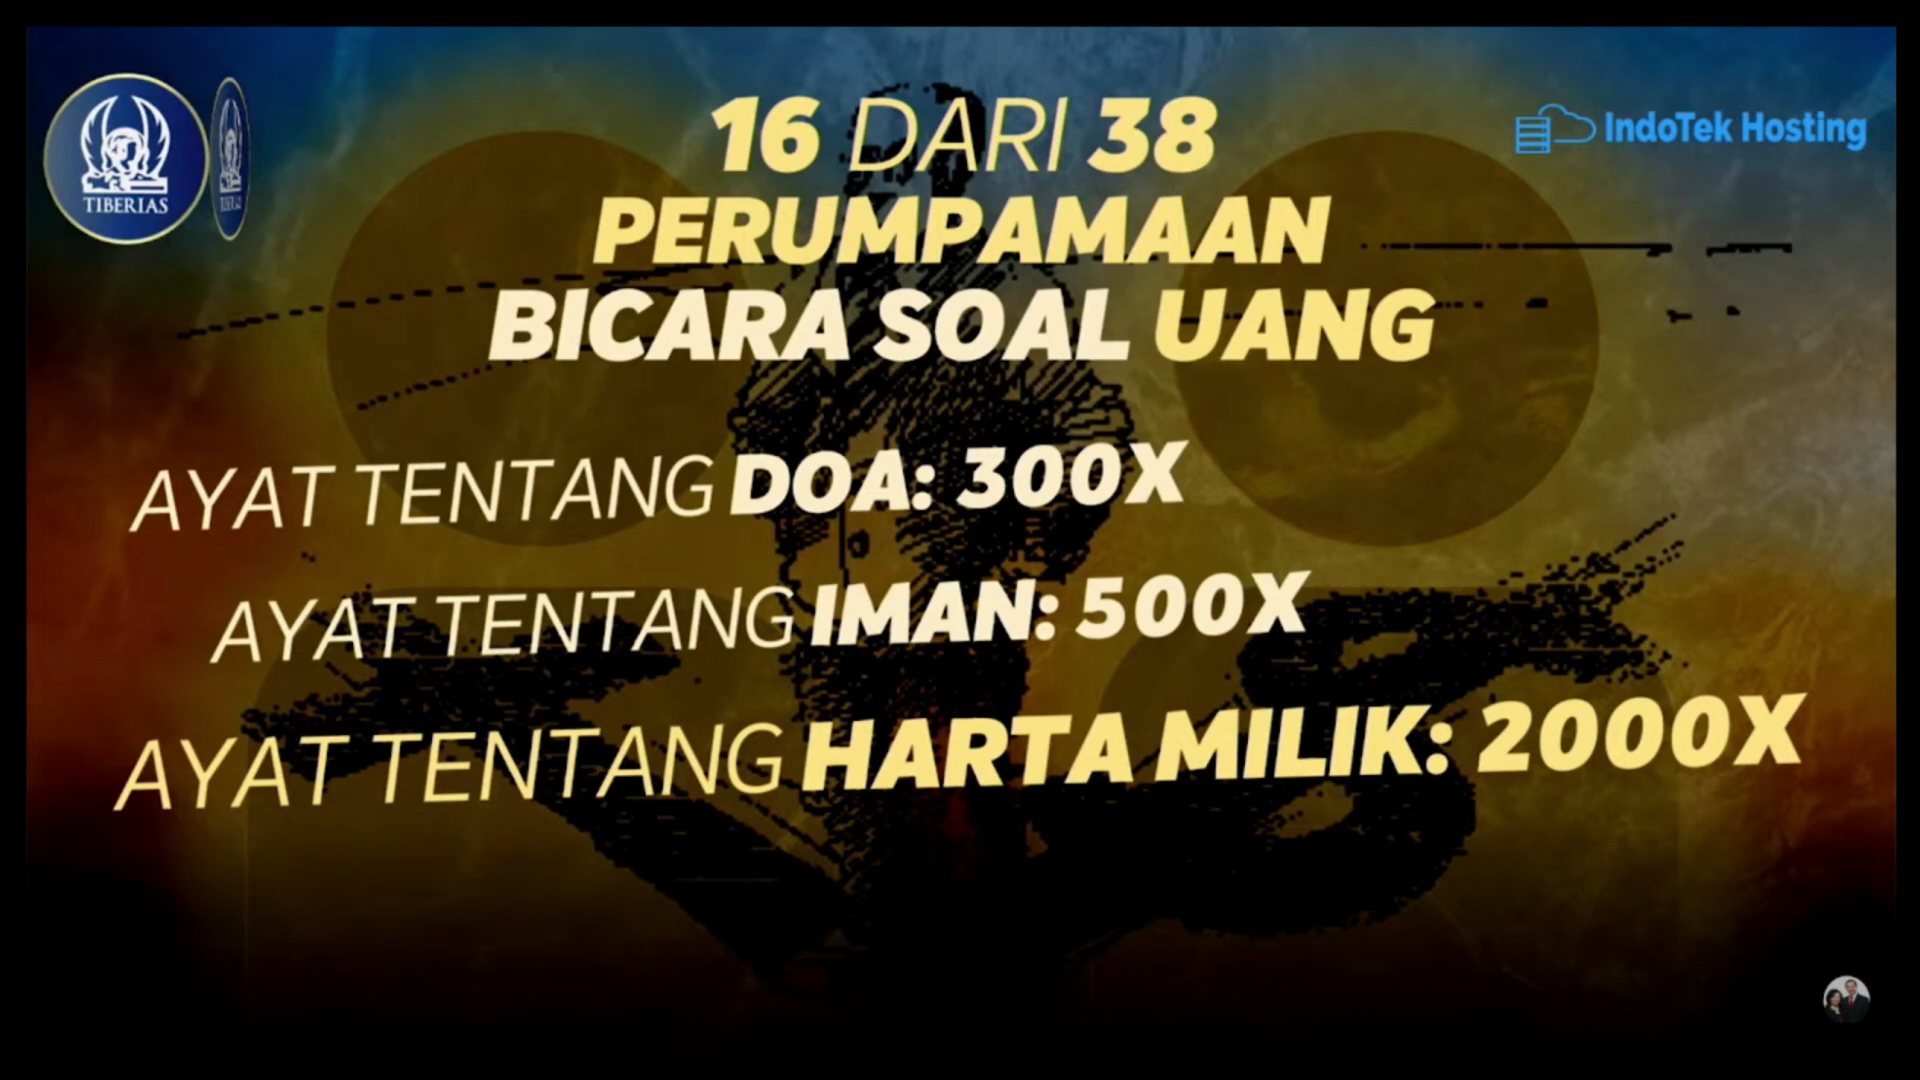 TIBERIAS
IndoTek Hosting
16 DARI 38
PERUMPAMAAN
BICARA SOAL UANG
AYAT TENTANG DOA: 300X
AYAT TENTANG IMAN: 500X
AYAT TENTANG HARTA MILIK: 2000X